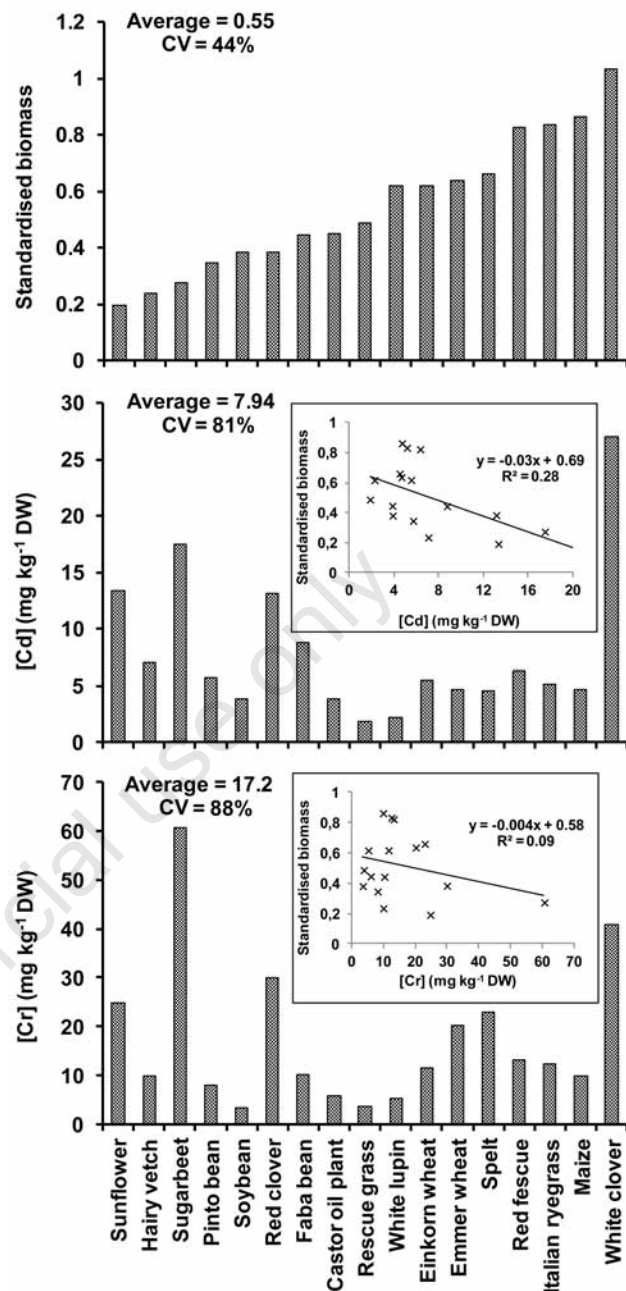 Average = 0.55
CV = 44%
1.2
1
0.8
0.6
0.4
0.2
0
Standardised biomass
Average = 7.94
CV = 81%
30
25
20
15
10
5
0
[Cd] (mg kg⁻¹ DW)
1
0,8
0,6
0,4
0,2
0
Standardised biomass
y = -0.03x + 0.69
R² = 0.28
0 4 8 12 16 20
[Cd] (mg kg⁻¹ DW)
Average = 17.2
CV = 88%
70
60
50
40
30
20
10
0
[Cr] (mg kg⁻¹ DW)
1
0,8
0,6
0,4
0,2
0
Standardised biomass
y = -0.004x + 0.58
R² = 0.09
0 10 20 30 40 50 60 70
[Cr] (mg kg⁻¹ DW)
Sunflower
Hairy vetch
Sugarbeet
Pinto bean
Soybean
Red clover
Faba bean
Castor oil plant
Rescue grass
White lupin
Einkorn wheat
Emmer wheat
Spelt
Red fescue
Italian ryegrass
Maize
White clover
use only